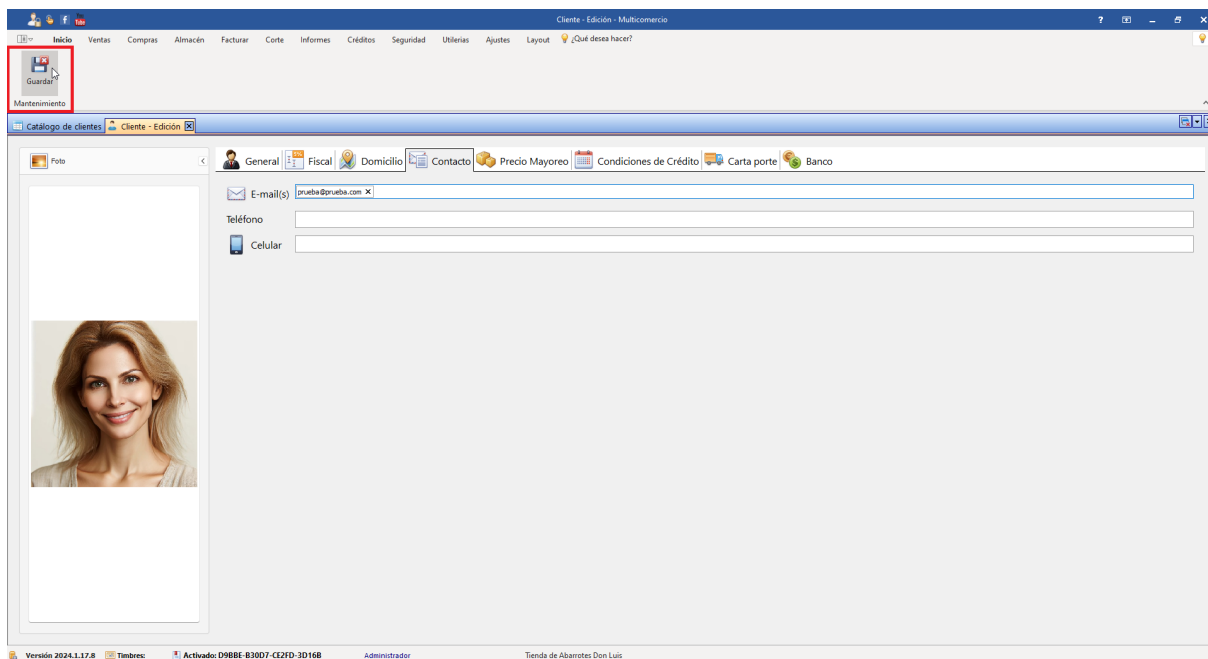 Cliente - Edición - Multicomercio
Inicio Ventas Compras Almacén Facturar Corte Informes Créditos Seguridad Utilerias Ajustes Layout ¿Qué desea hacer?
Guardar
Mantenimiento
Catálogo de clientes Cliente - Edición
Foto
General Fiscal Domicilio Contacto Precio Mayoreo Condiciones de Crédito Carta porte Banco
E-mail(s) prueba@prueba.com
Teléfono
Celular
Versión 2024.1.17.8 Timbres: Activado: D9BBE-B30D7-CE2FD-3D16B Administrador Tienda de Abarrotes Don Luis